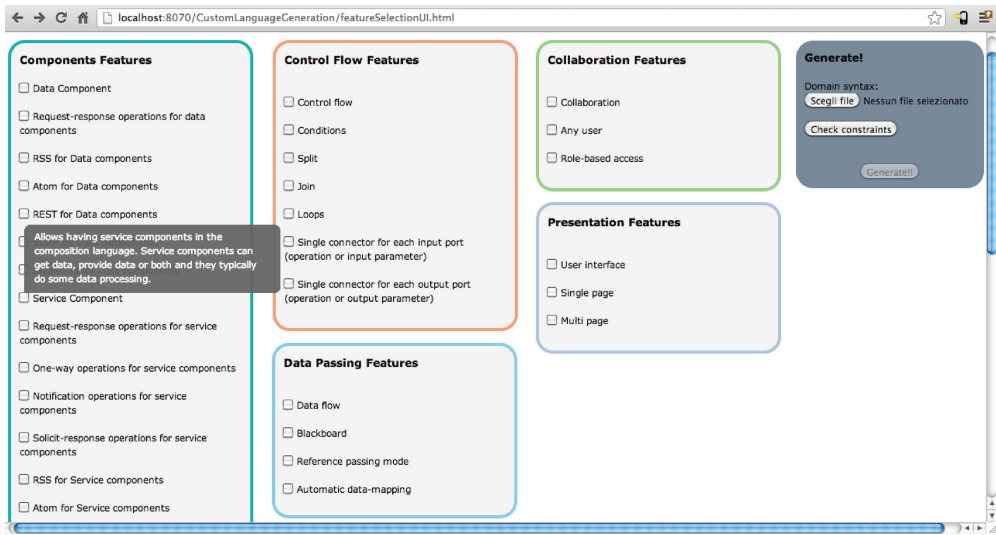 localhost:8070/CustomLanguageGeneration/featureSelectionUI.html
Components Features
Data Component
Request-response operations for data
components
RSS for Data components
Atom for Data components
REST for Data components
Allows having service components in the
composition language. Service components can
get data, provide data or both and they typically
do some data processing.
Service Component
Request-response operations for service
components
One-way operations for service components
Notification operations for service
components
Solicit-response operations for service
components
RSS for Service components
Atom for Service components
Control Flow Features
Control flow
Conditions
Split
Join
Loops
Single connector for each input port
(operation or input parameter)
Single connector for each output port
(operation or output parameter)
Data Passing Features
Data flow
Blackboard
Reference passing mode
Automatic data-mapping
Collaboration Features
Collaboration
Any user
Role-based access
Presentation Features
User interface
Single page
Multi page
Generate!
Domain syntax:
Scegli file Nessun file selezionato
Check constraints
Generate!!